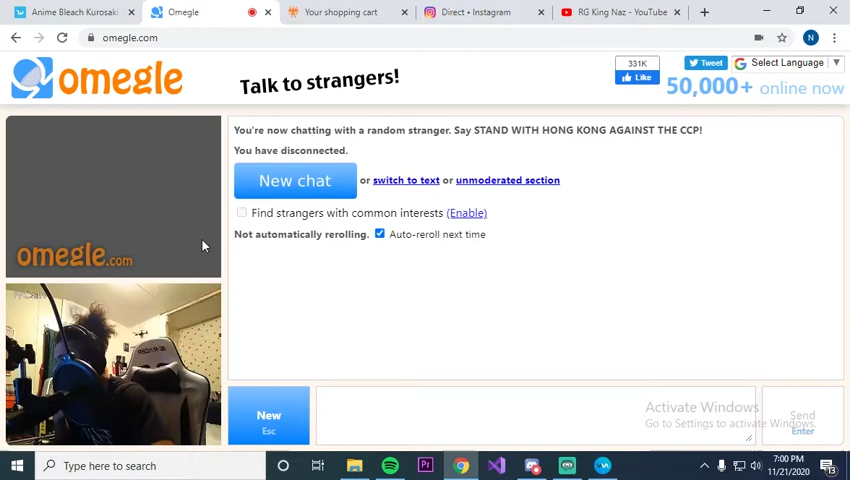 Anime Bleach Kurosaki
Omegle
Your shopping cart
Direct • Instagram
RG King Naz - YouTube
omegle.com
N
omegle
Talk to strangers!
331K
Like
Tweet
Select Language
50,000+ online now
You're now chatting with a random stranger. Say STAND WITH HONG KONG AGAINST THE CCP!
You have disconnected.
New chat or switch to text or unmoderated section
Find strangers with common interests (Enable)
Not automatically rerolling. Auto-reroll next time
omegle.com
New
Esc
Send
Enter
Activate Windows
Go to Settings to activate Windows.
Type here to search
Pr
7:00 PM
11/21/2020
13